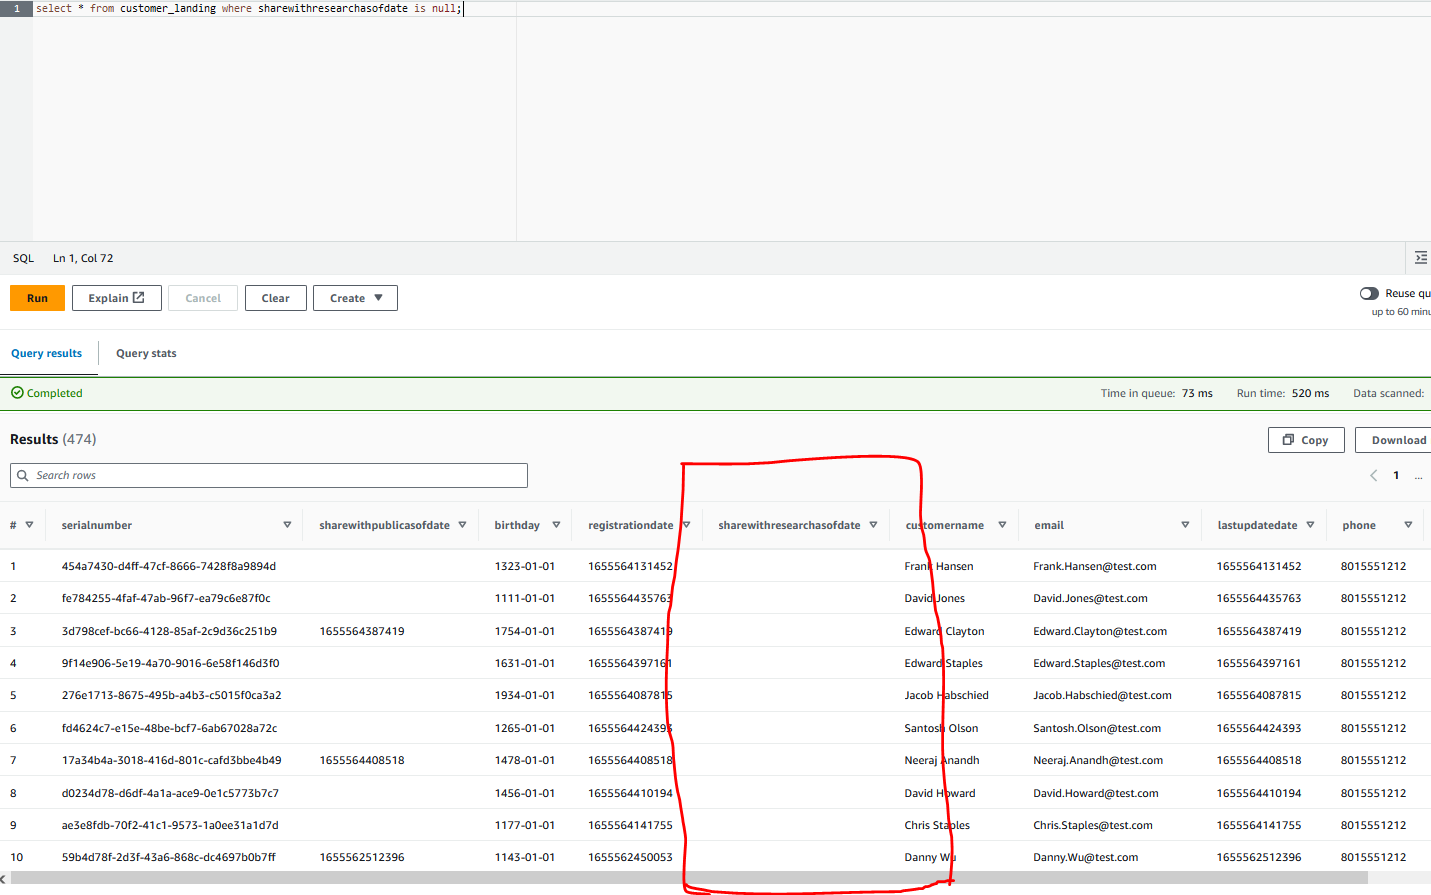 1 select * from customer_landing where sharewithresearchasofdate is null;
SQL Ln 1, Col 72
Run Explain Cancel Clear Create Reuse qu
up to 60 minu
Query results Query stats
Completed Time in queue: 73 ms Run time: 520 ms Data scanned:
Results (474) Copy Download
Search rows 1 ...
# serialnumber sharewithpublicasofdate birthday registrationdate sharewithresearchasofdate customername email lastupdatedate phone
1 454a7430-d4ff-47cf-8666-7428f8a9894d 1323-01-01 1655564131452 Frank Hansen Frank.Hansen@test.com 1655564131452 8015551212
2 fe784255-4faf-47ab-96f7-ea79c6e87f0c 1111-01-01 1655564435763 David Jones David.Jones@test.com 1655564435763 8015551212
3 3d798cef-bc66-4128-85af-2c9d36c251b9 1655564387419 1754-01-01 1655564387419 Edward Clayton Edward.Clayton@test.com 1655564387419 8015551212
4 9f14e906-5e19-4a70-9016-6e58f146d3f0 1631-01-01 1655564397161 Edward Staples Edward.Staples@test.com 1655564397161 8015551212
5 276e1713-8675-495b-a4b3-c5015f0ca3a2 1934-01-01 1655564087815 Jacob Habschied Jacob.Habschied@test.com 1655564087815 8015551212
6 fd4624c7-e15e-48be-bcf7-6ab67028a72c 1265-01-01 1655564424393 Santosh Olson Santosh.Olson@test.com 1655564424393 8015551212
7 17a34b4a-3018-416d-801c-cafd3bbe4b49 1655564408518 1478-01-01 1655564408518 Neeraj Anandh Neeraj.Anandh@test.com 1655564408518 8015551212
8 d0234d78-d6df-4a1a-ace9-0e1c5773b7c7 1456-01-01 1655564410194 David Howard David.Howard@test.com 1655564410194 8015551212
9 ae3e8fdb-70f2-41c1-9573-1a0ee31a1d7d 1177-01-01 1655564141755 Chris Staples Chris.Staples@test.com 1655564141755 8015551212
10 59b4d78f-2d3f-43a6-868c-dc4697b0b7ff 1655562512396 1143-01-01 1655562450053 Danny Wu Danny.Wu@test.com 1655562512396 8015551212